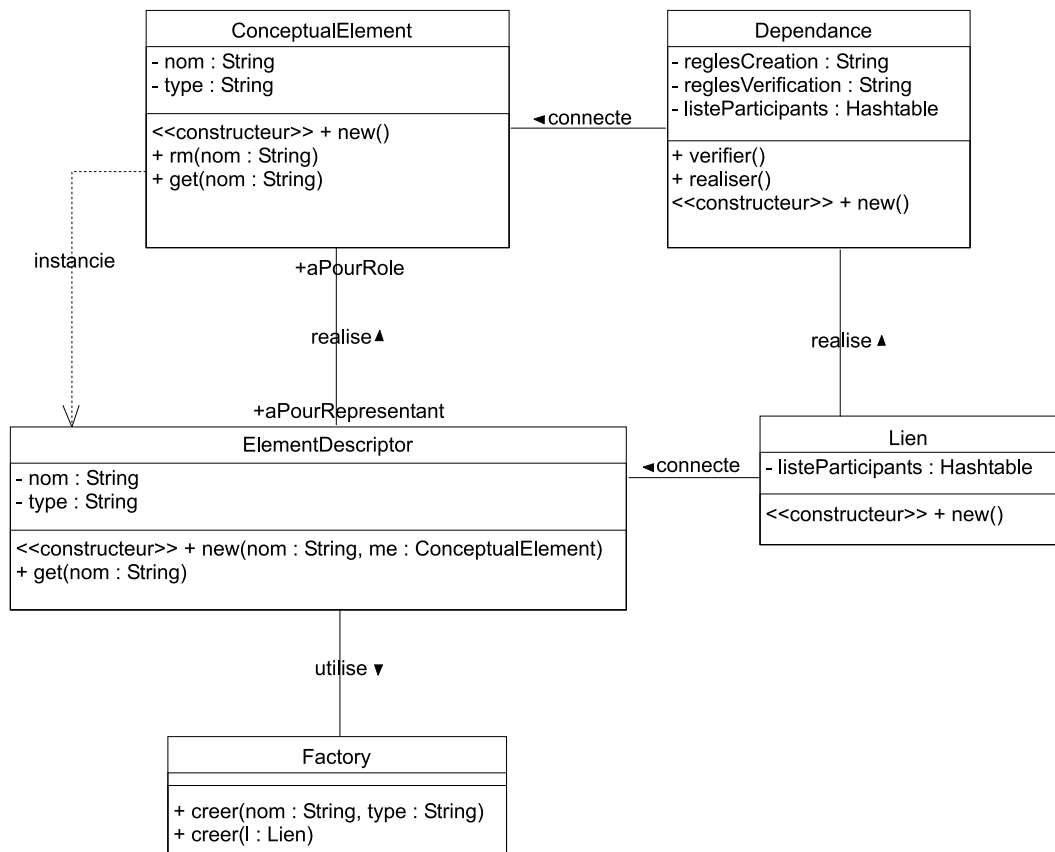 ConceptualElement
- nom : String
- type : String
<<constructeur>> + new()
+ rm(nom : String)
+ get(nom : String)
Dependance
- reglesCreation : String
- reglesVerification : String
- listeParticipants : Hashtable
+ verifier()
+ realiser()
<<constructeur>> + new()
connecte
instancie
+aPourRole
realise
+aPourRepresentant
realise
ElementDescriptor
- nom : String
- type : String
<<constructeur>> + new(nom : String, me : ConceptualElement)
+ get(nom : String)
connecte
Lien
- listeParticipants : Hashtable
<<constructeur>> + new()
utilise
Factory
+ creer(nom : String, type : String)
+ creer(l : Lien)